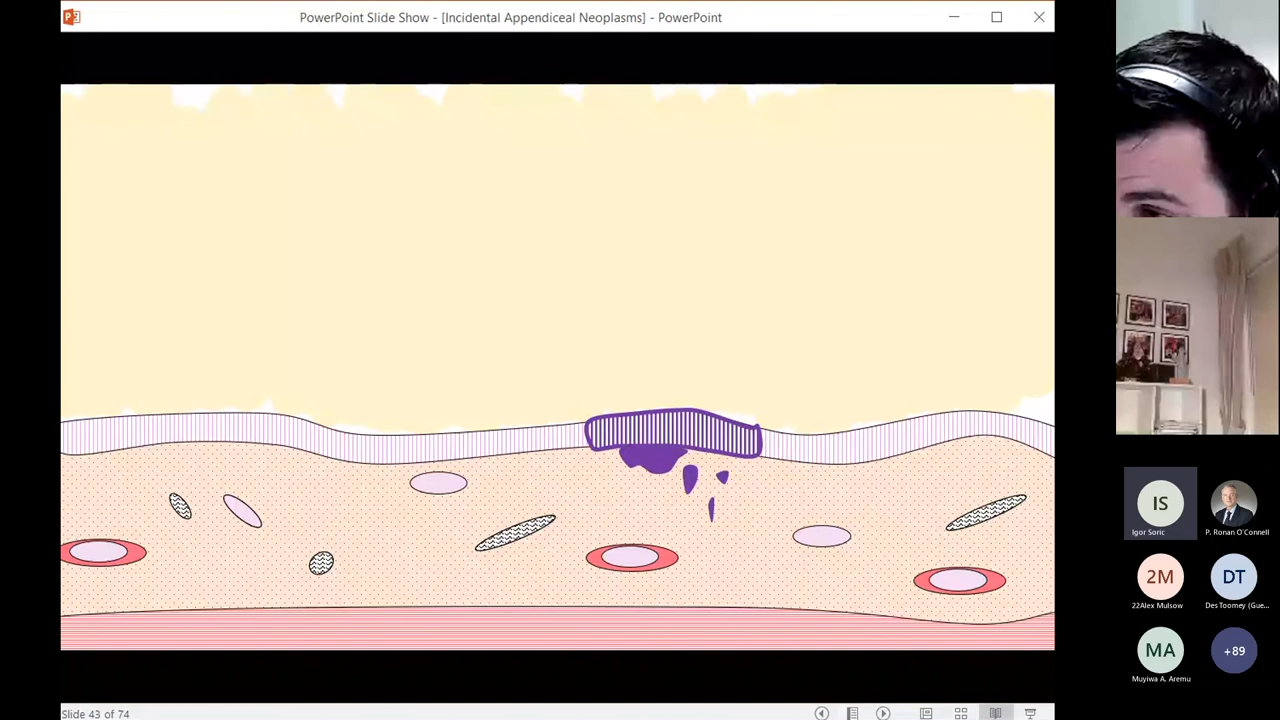 PowerPoint Slide Show - [Incidental Appendiceal Neoplasms] - PowerPoint
IS
Igor Soric
P. Ronan O'Connell
2M
22Alex Mulsow
DT
Des Toomey (Gue...
MA
Muyiwa A. Aremu
+89
Slide 43 of 74